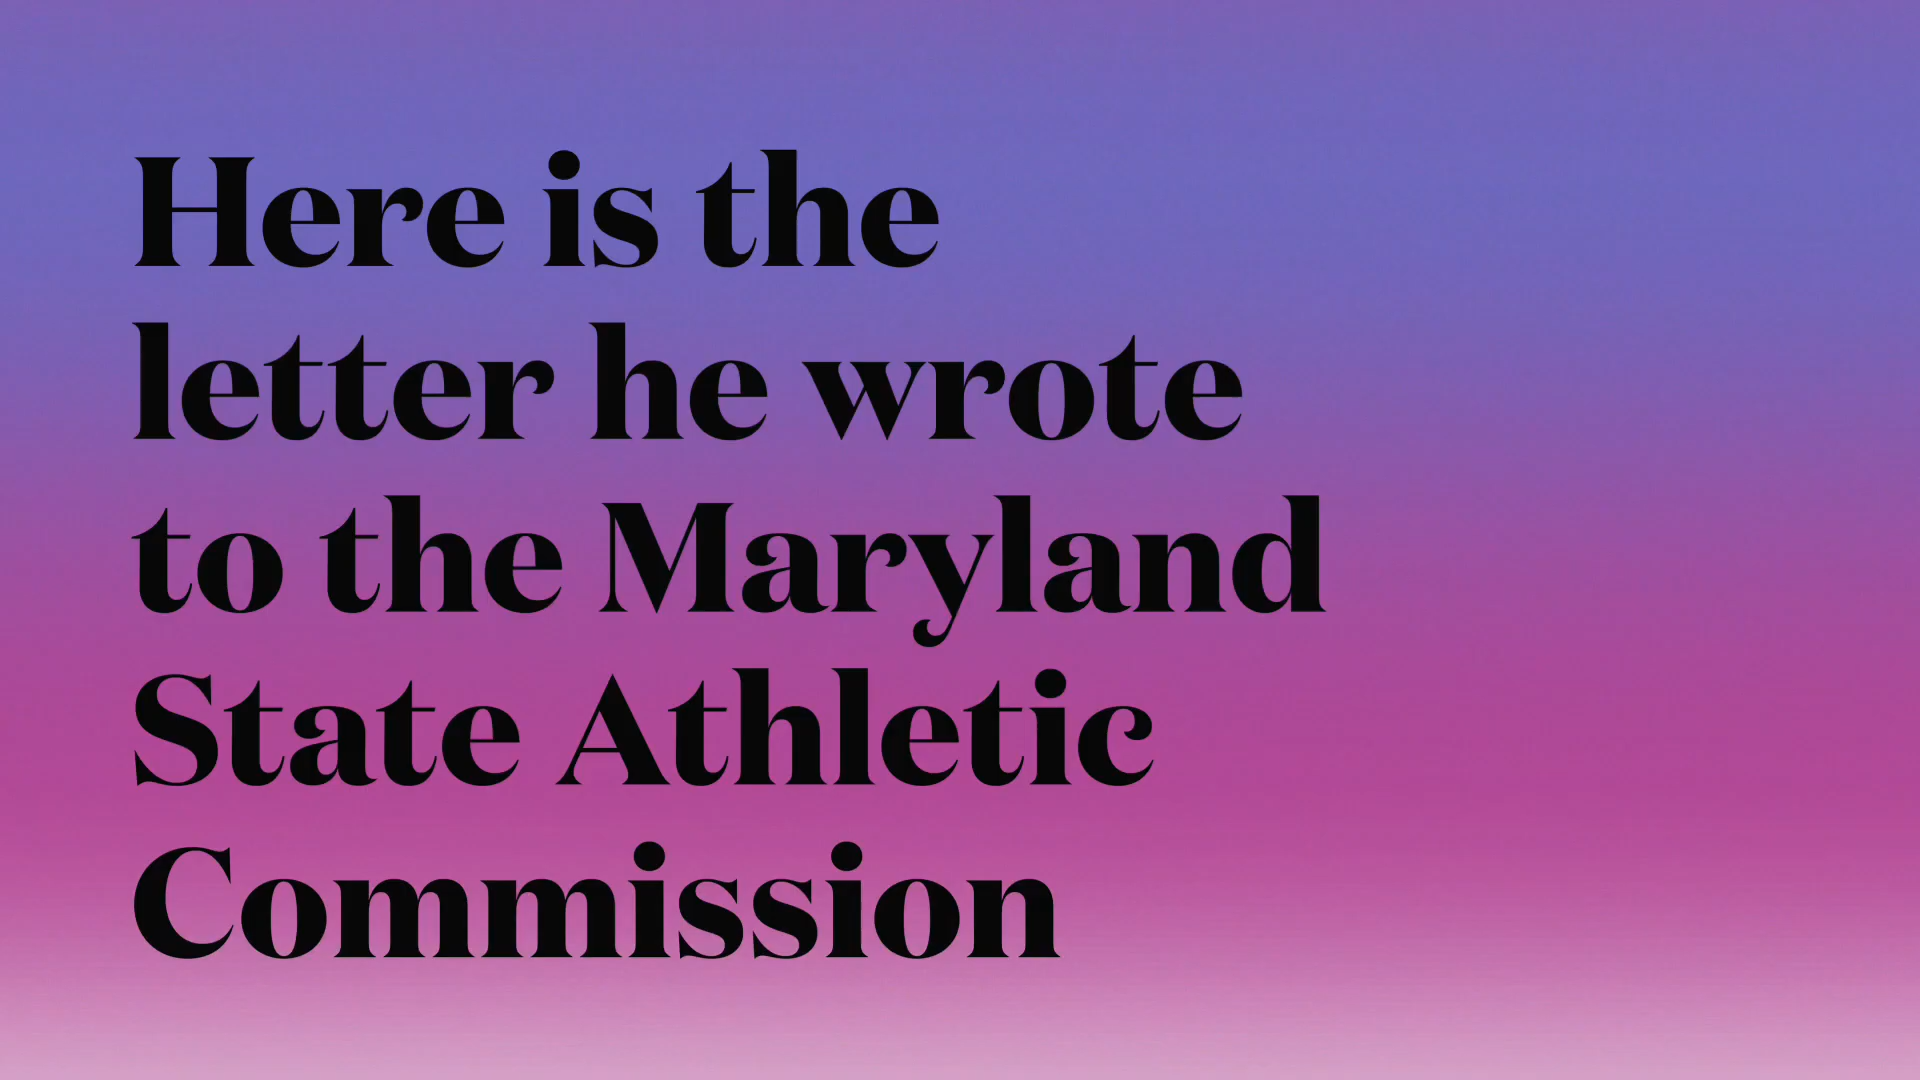 Here is the
letter he wrote
to the Maryland
State Athletic
Commission